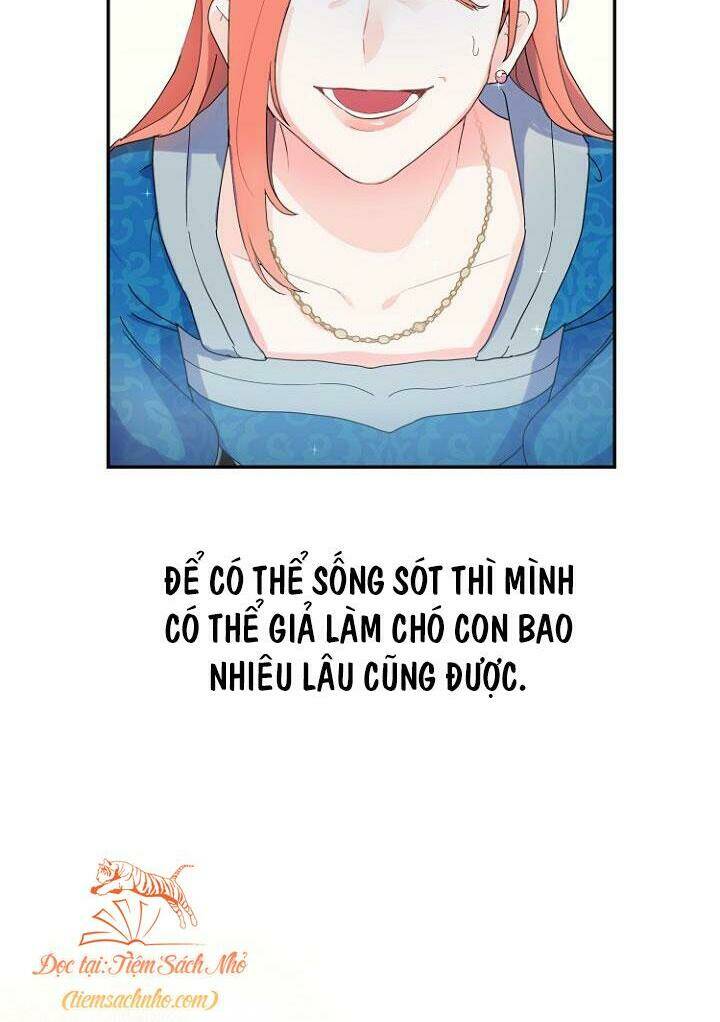 ĐỂ CÓ THỂ SỐNG SÓT THÌ MÌNH
CÓ THỂ GIẢ LÀM CHÓ CON BAO
NHIÊU LÂU CŨNG ĐƯỢC.
Đọc tại: Tiệm Sách Nhỏ
(tiemsachnho.com)